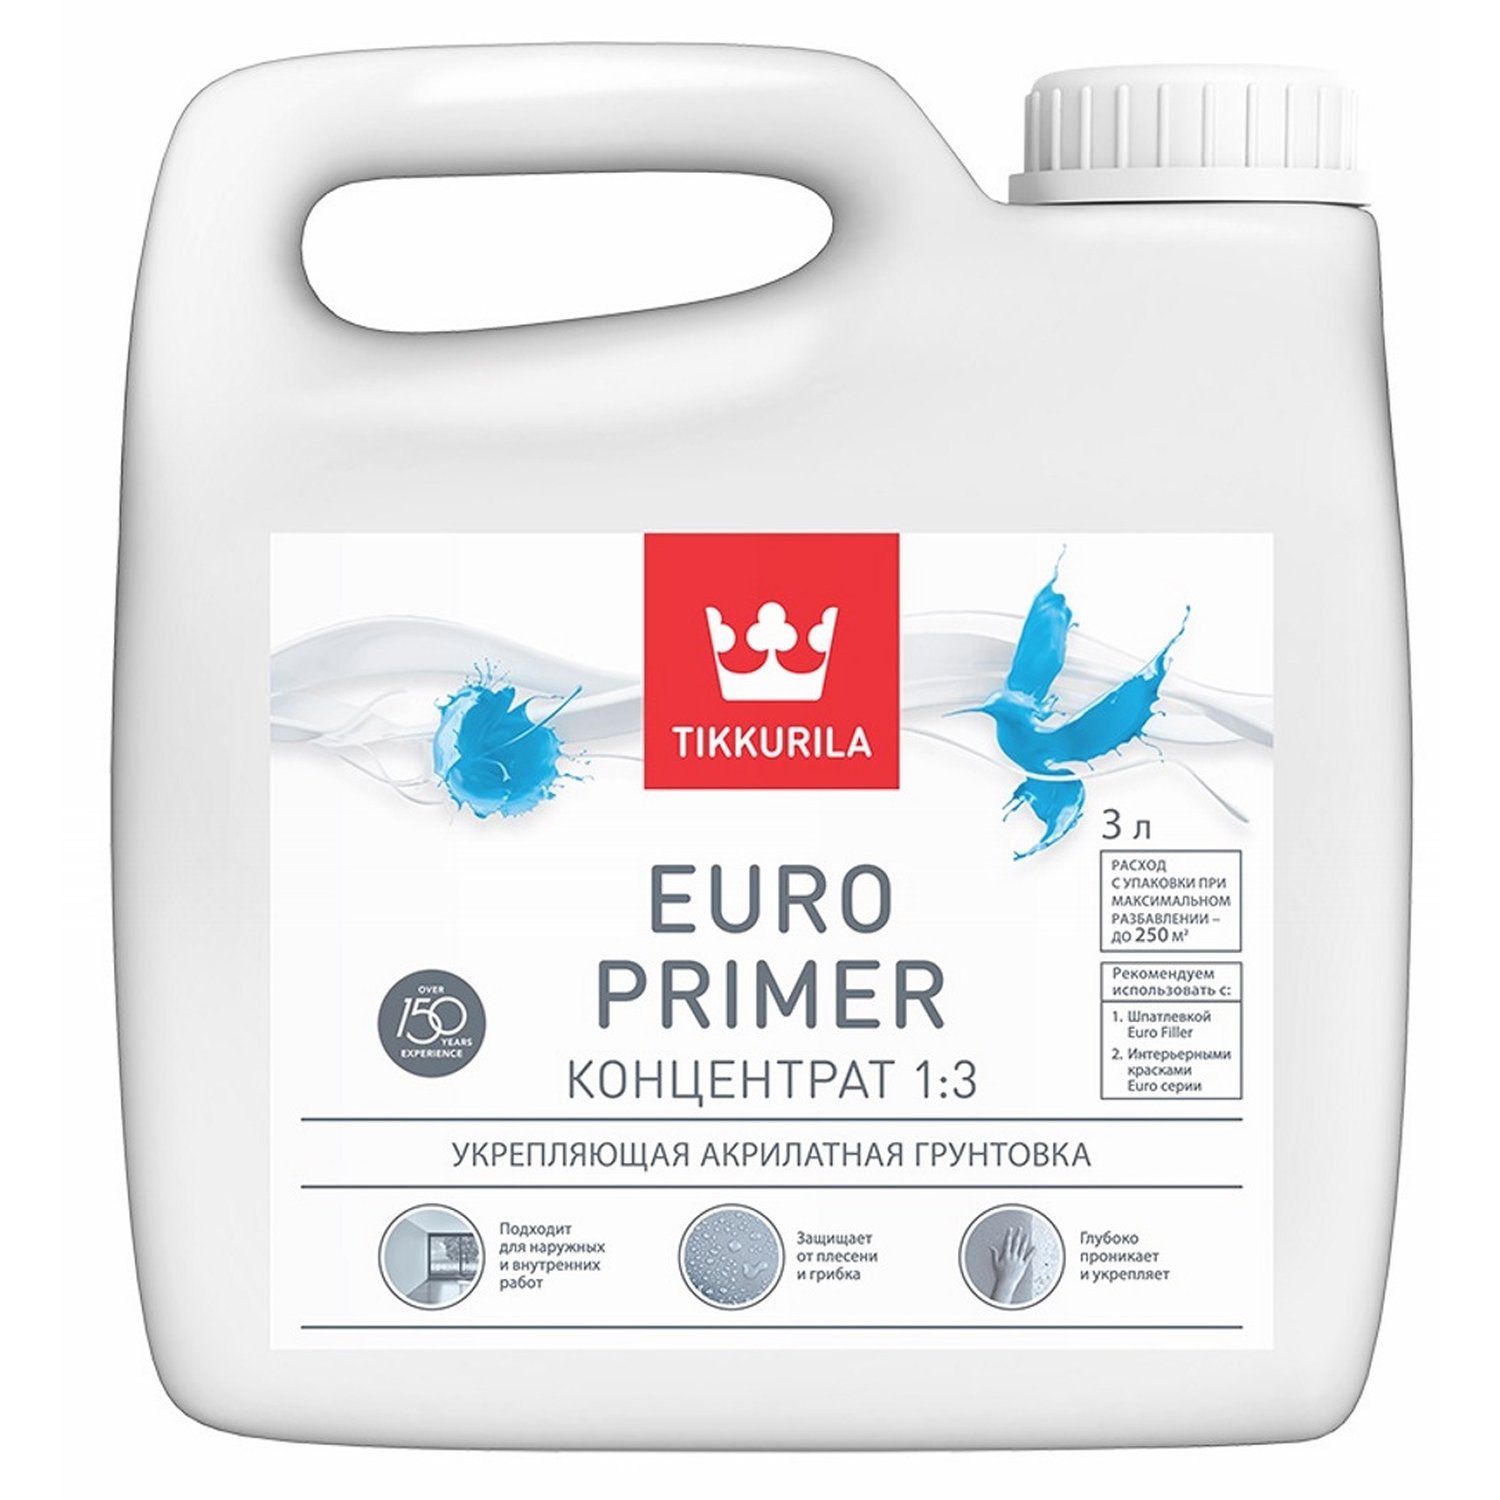 TIKKURILA
3 л
EURO
PRIMER
КОНЦЕНТРАТ 1:3
РАСХОД
С УПАКОВКИ ПРИ
МАКСИМАЛЬНОМ
РАЗБАВЛЕНИИ –
ДО 250 М²
Рекомендуем
использовать с:
1. Шпатлевкой
Euro Filler
2. Интерьерными
красками
Euro серии
OVER
150
YEARS
EXPERIENCE
УКРЕПЛЯЮЩАЯ АКРИЛАТНАЯ ГРУНТОВКА
Подходит
для наружных
и внутренних
работ
Защищает
от плесени
и грибка
Глубоко
проникает
и укрепляет